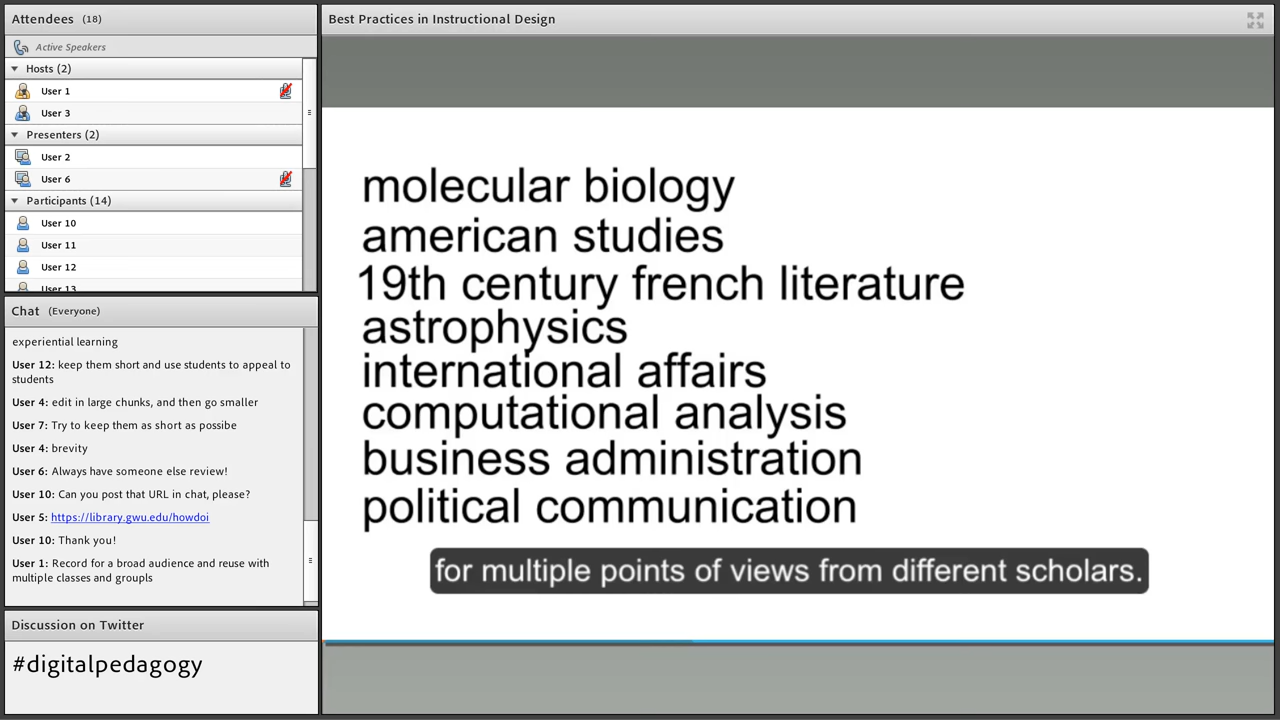 Attendees (18)
Active Speakers
Hosts (2)
User 1
User 3
Presenters (2)
User 2
User 6
Participants (14)
User 10
User 11
User 12
User 13
Chat (Everyone)
experiential learning
User 12: keep them short and use students to appeal to
students
User 4: edit in large chunks, and then go smaller
User 7: Try to keep them as short as possibe
User 4: brevity
User 6: Always have someone else review!
User 10: Can you post that URL in chat, please?
User 5: https://library.gwu.edu/howdoi
User 10: Thank you!
User 1: Record for a broad audience and reuse with
multiple classes and groupls
Discussion on Twitter
#digitalpedagogy
Best Practices in Instructional Design
molecular biology
american studies
19th century french literature
astrophysics
international affairs
computational analysis
business administration
political communication
for multiple points of views from different scholars.